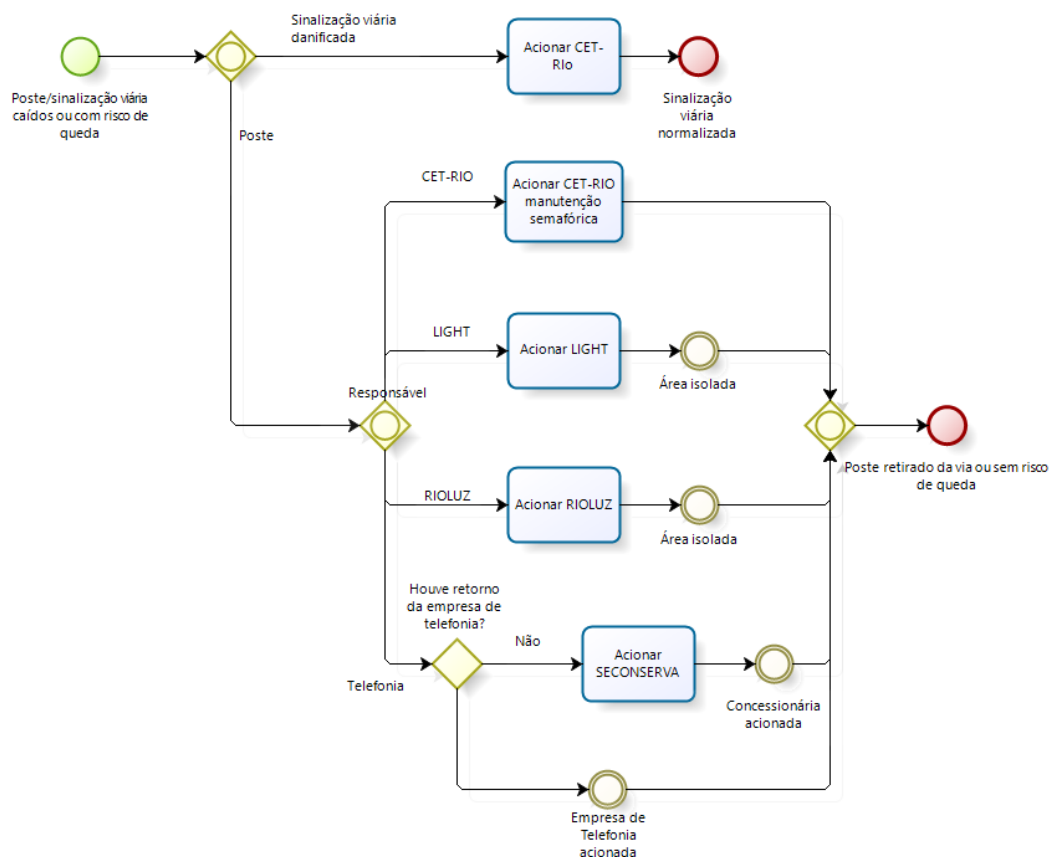 Sinalização viária
danificada
Acionar CET-
RIo
Poste/sinalização viária
caídos ou com risco de
queda
Sinalização
viária
normalizada
Poste
CET-RIO
Acionar CET-RIO
manutenção
semafórica
LIGHT
Acionar LIGHT
Área isolada
Responsável
Poste retirado da via ou sem risco
de queda
RIOLUZ
Acionar RIOLUZ
Área isolada
Houve retorno
da empresa de
telefonia?
Não
Acionar
SECONSERVA
Telefonia
Concessionária
acionada
Empresa de
Telefonia
acionada